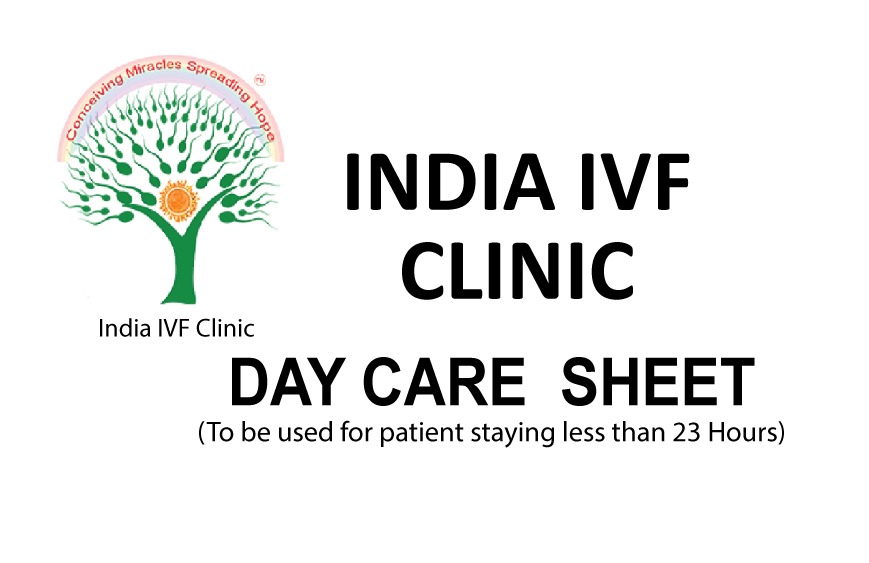 Conceiving Miracles Spreading Hope
TM
INDIA IVF
CLINIC
India IVF Clinic
DAY CARE SHEET
(To be used for patient staying less than 23 Hours)